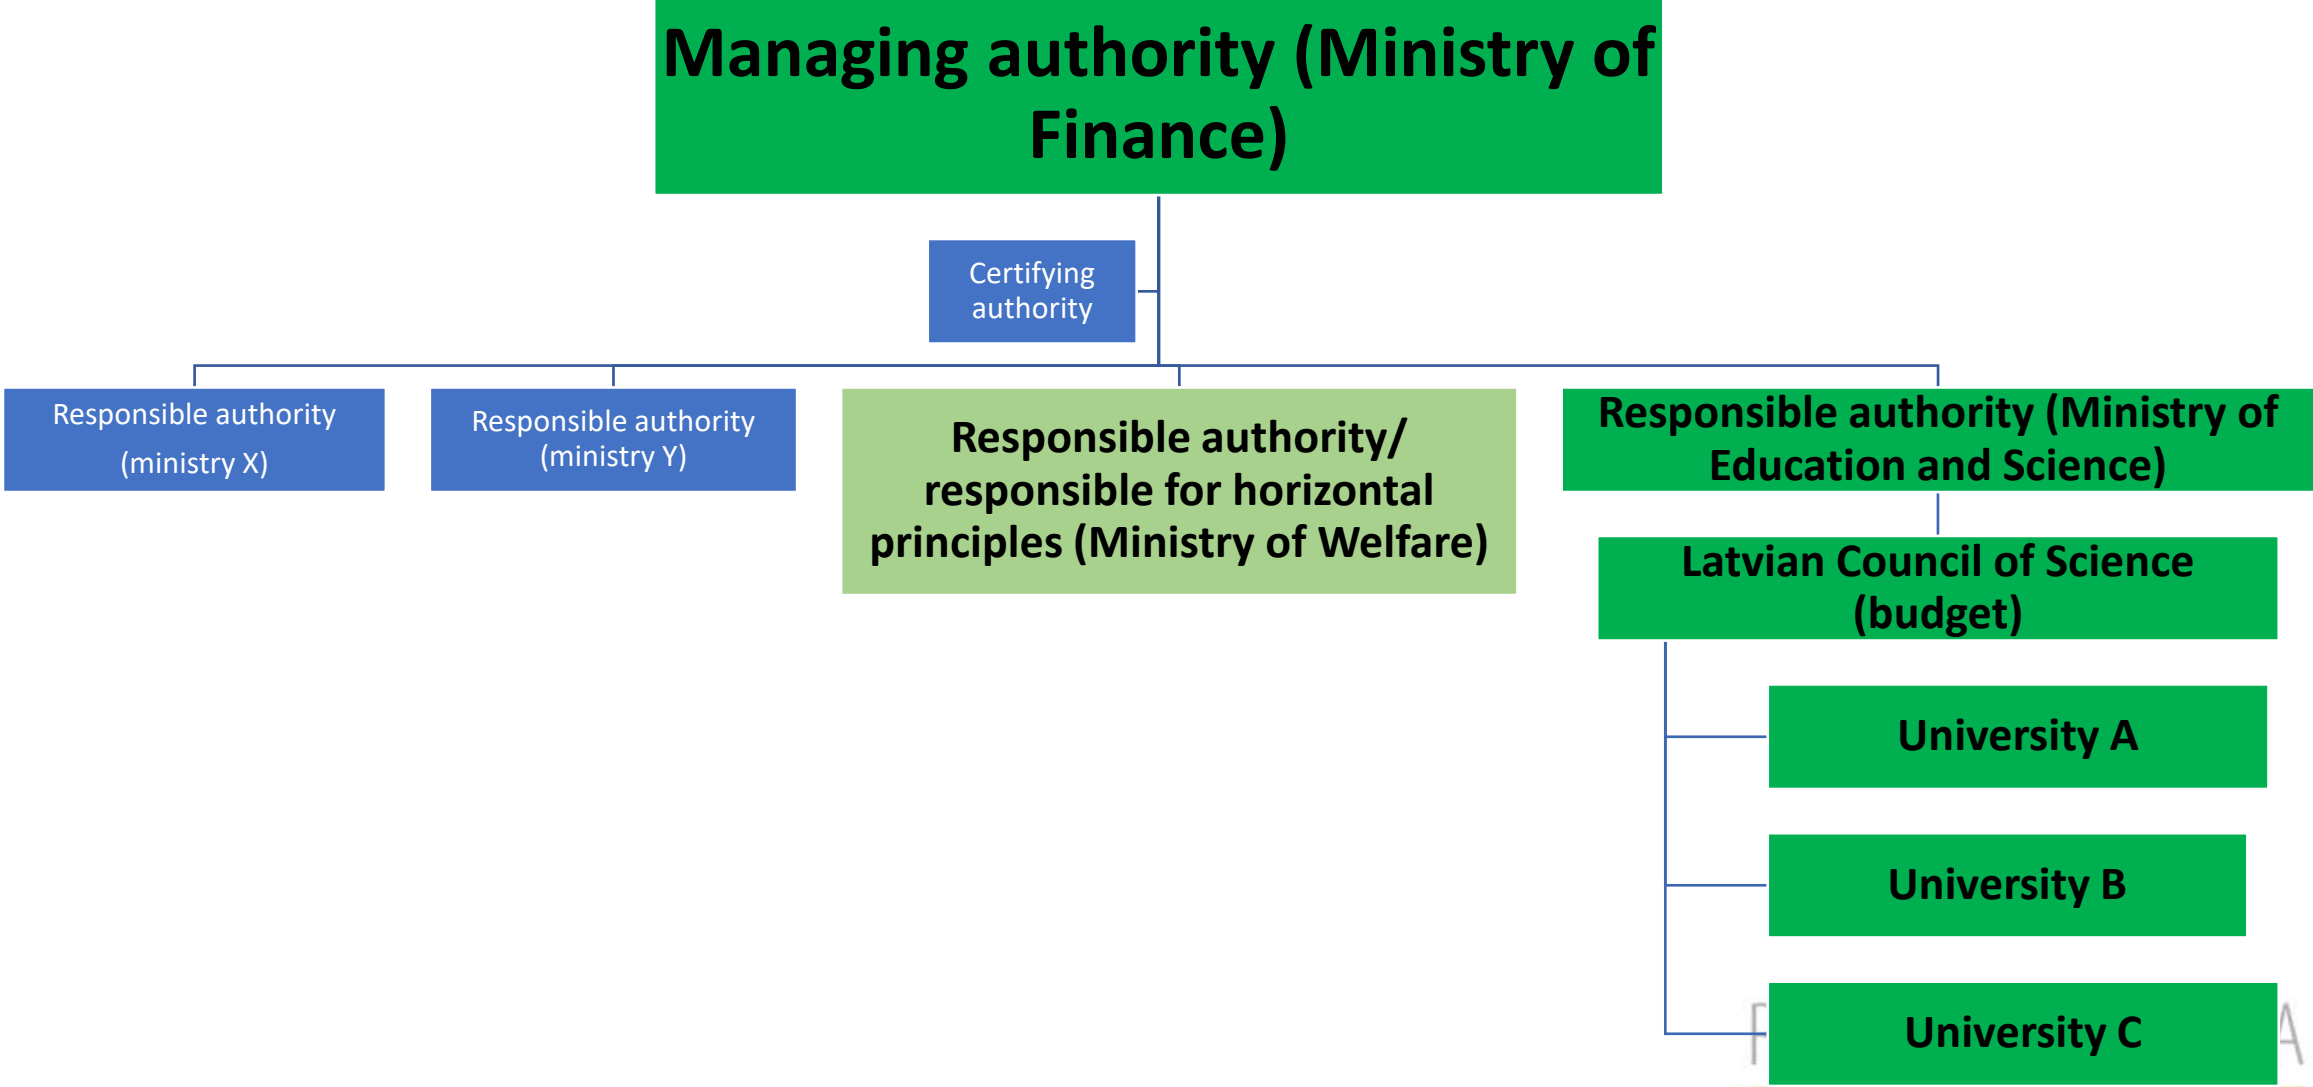 Managing authority (Ministry of
Finance)
Certifying
authority
Responsible authority
(ministry X)
Responsible authority
(ministry Y)
Responsible authority/
responsible for horizontal
principles (Ministry of Welfare)
Responsible authority (Ministry of
Education and Science)
Latvian Council of Science
(budget)
University A
University B
University C